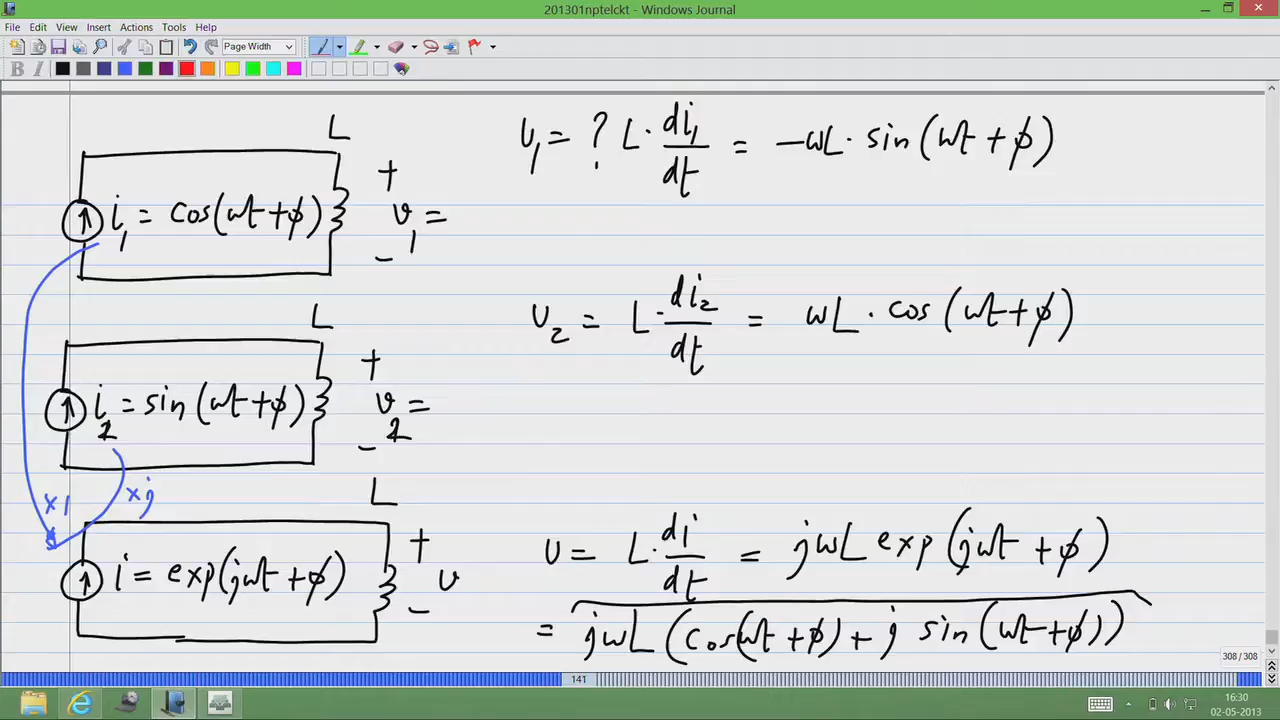 201301nptelckt - Windows Journal
File Edit View Insert Actions Tools Help
Page Width
B I
L
v₁ = ? L · di₁/dt = -ωL · sin(ωt + φ)
+
i₁ = cos(ωt + φ)
v₁ =
-
L
v₂ = L · di₂/dt = ωL · cos(ωt + φ)
+
i₂ = sin(ωt + φ)
v₂ =
-
x1
xj
L
+
v = L · di/dt = jωL exp(jωt + φ)
i = exp(jωt + φ)
v
-
= jωL (cos(ωt + φ) + j sin(ωt + φ))
308 / 308
141
16:30
02-05-2013